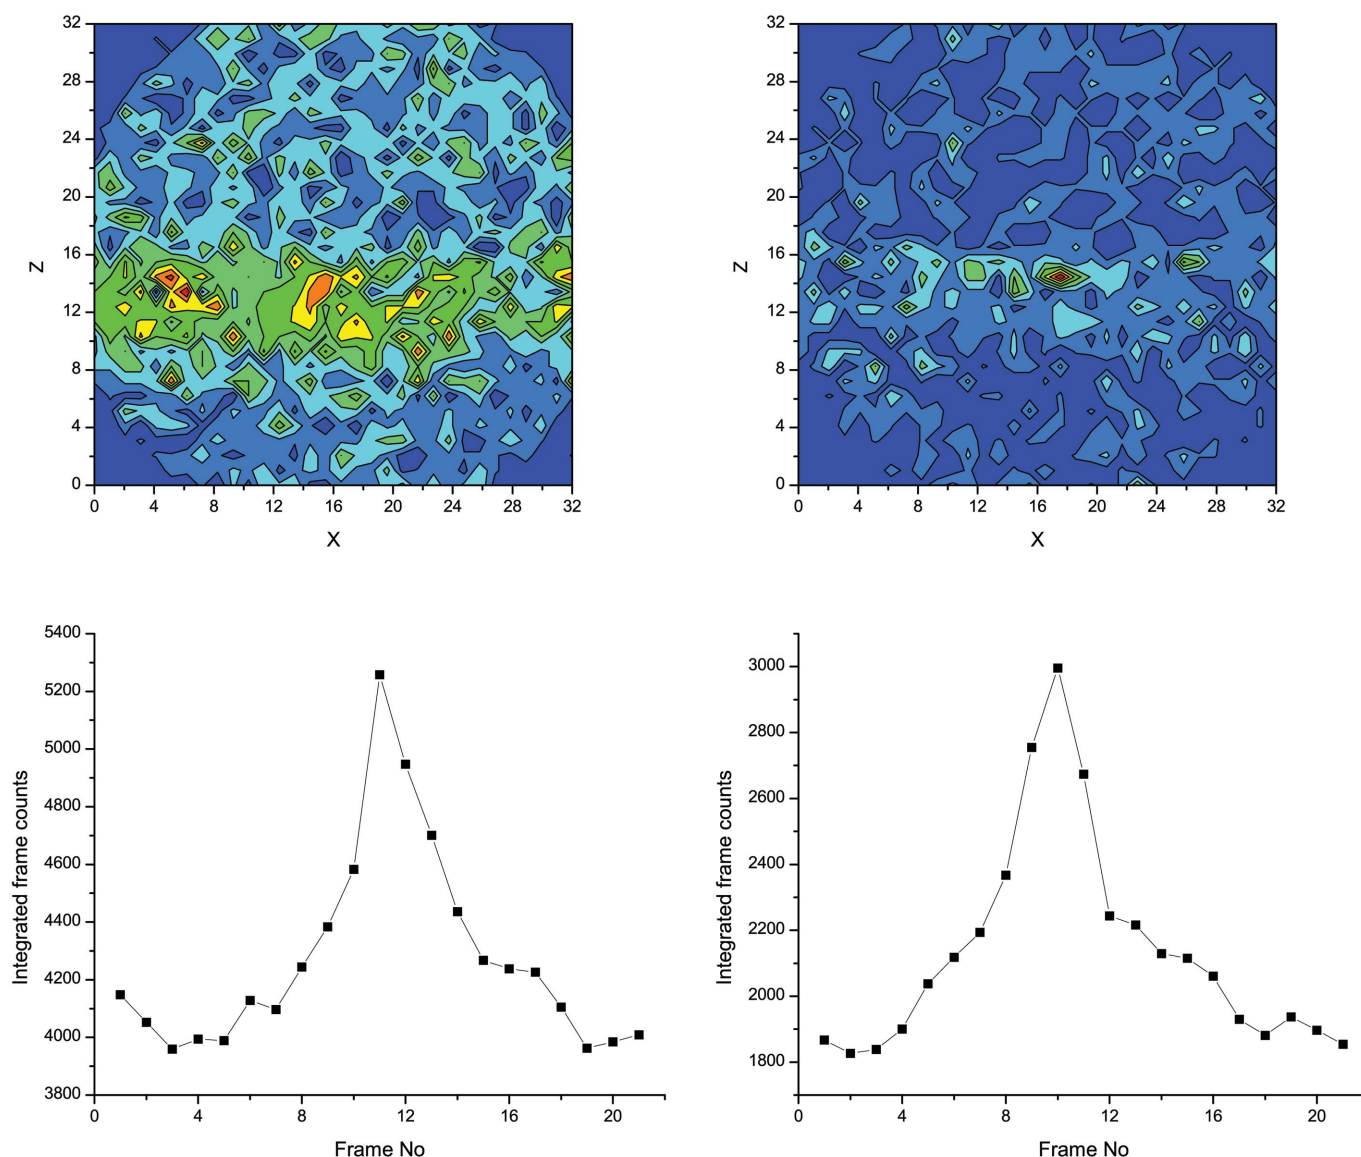 32
28
24
20
16
12
8
4
0
Z
0 4 8 12 16 20 24 28 32
X
32
28
24
20
16
12
8
4
0
Z
0 4 8 12 16 20 24 28 32
X
5400
5200
5000
4800
4600
4400
4200
4000
3800
Integrated frame counts
0 4 8 12 16 20
Frame No
3000
2800
2600
2400
2200
2000
1800
Integrated frame counts
0 4 8 12 16 20
Frame No